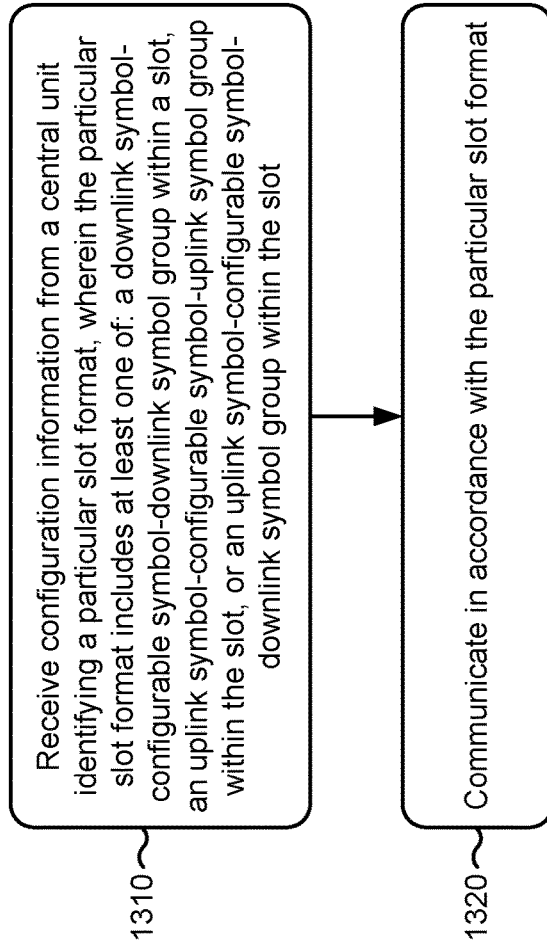 1310
Receive configuration information from a central unit
identifying a particular slot format, wherein the particular
slot format includes at least one of: a downlink symbol-
configurable symbol-downlink symbol group within a slot,
an uplink symbol-configurable symbol-uplink symbol group
within the slot, or an uplink symbol-configurable symbol-
downlink symbol group within the slot
1320
Communicate in accordance with the particular slot format